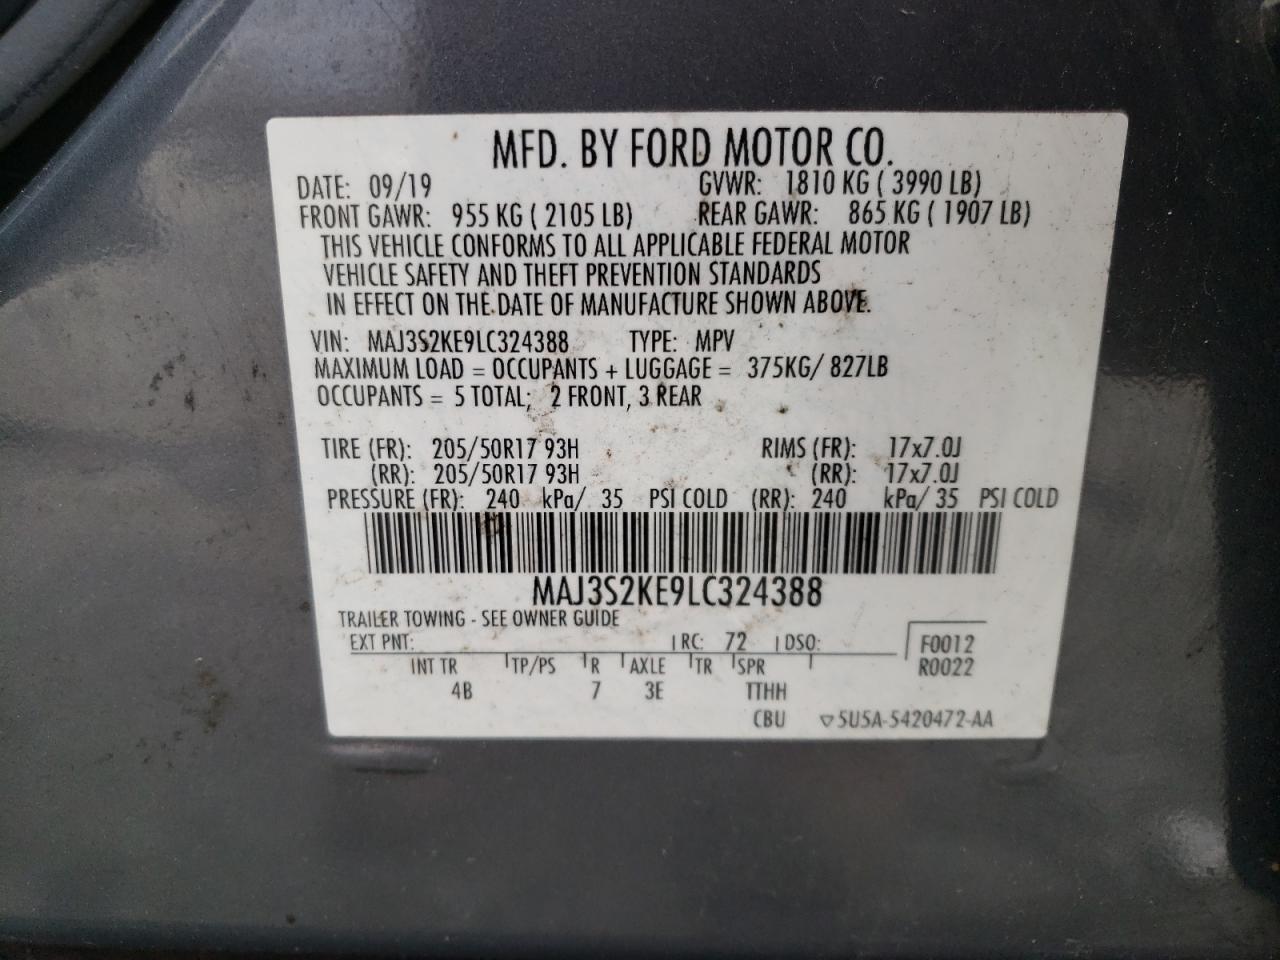 MFD. BY FORD MOTOR CO.
DATE: 09/19 GVWR: 1810 KG ( 3990 LB)
FRONT GAWR: 955 KG ( 2105 LB) REAR GAWR: 865 KG ( 1907 LB)
THIS VEHICLE CONFORMS TO ALL APPLICABLE FEDERAL MOTOR
VEHICLE SAFETY AND THEFT PREVENTION STANDARDS
IN EFFECT ON THE DATE OF MANUFACTURE SHOWN ABOVE.
VIN: MAJ3S2KE9LC324388 TYPE: MPV
MAXIMUM LOAD = OCCUPANTS + LUGGAGE = 375KG/ 827LB
OCCUPANTS = 5 TOTAL; 2 FRONT, 3 REAR
TIRE (FR): 205/50R17 93H RIMS (FR): 17x7.0J
(RR): 205/50R17 93H (RR): 17x7.0J
PRESSURE (FR): 240 kPa/ 35 PSI COLD (RR): 240 kPa/ 35 PSI COLD
MAJ3S2KE9LC324388
TRAILER TOWING - SEE OWNER GUIDE
EXT PNT: RC: 72 DSO: F0012
INT TR TP/PS R AXLE TR SPR R0022
4B 7 3E TTHH
CBU ▽5U5A-5420472-AA